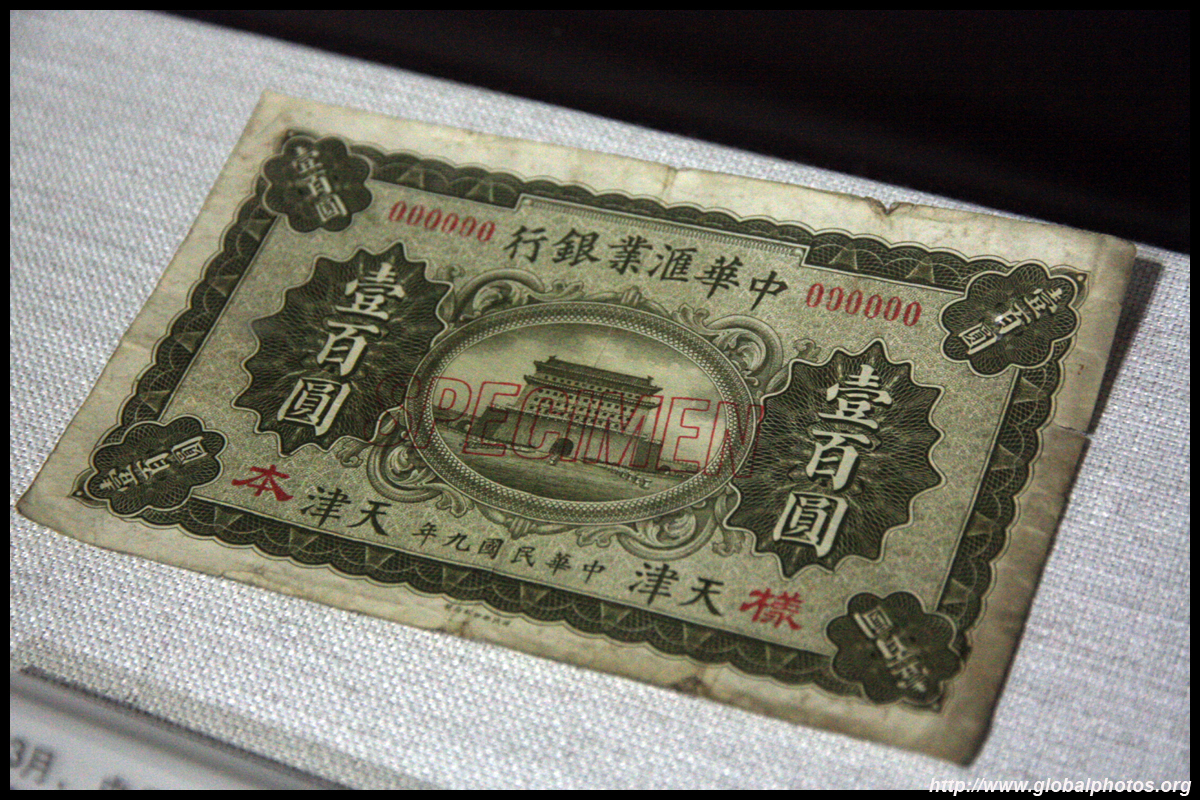 壹百圓
壹百圓
000000
中華滙業銀行
000000
壹百圓
壹百圓
SPECIMEN
樣
天津
中華民國九年
天津
本
壹百圓
壹百圓
3月，
http://www.globalphotos.org